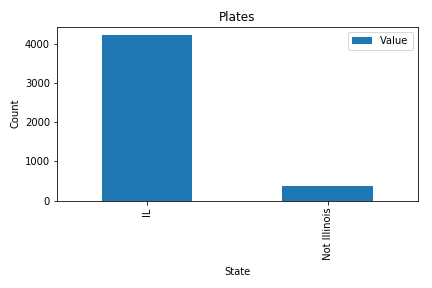 Plates
Value
Count
4000
3000
2000
1000
0
IL
Not Illinois
State